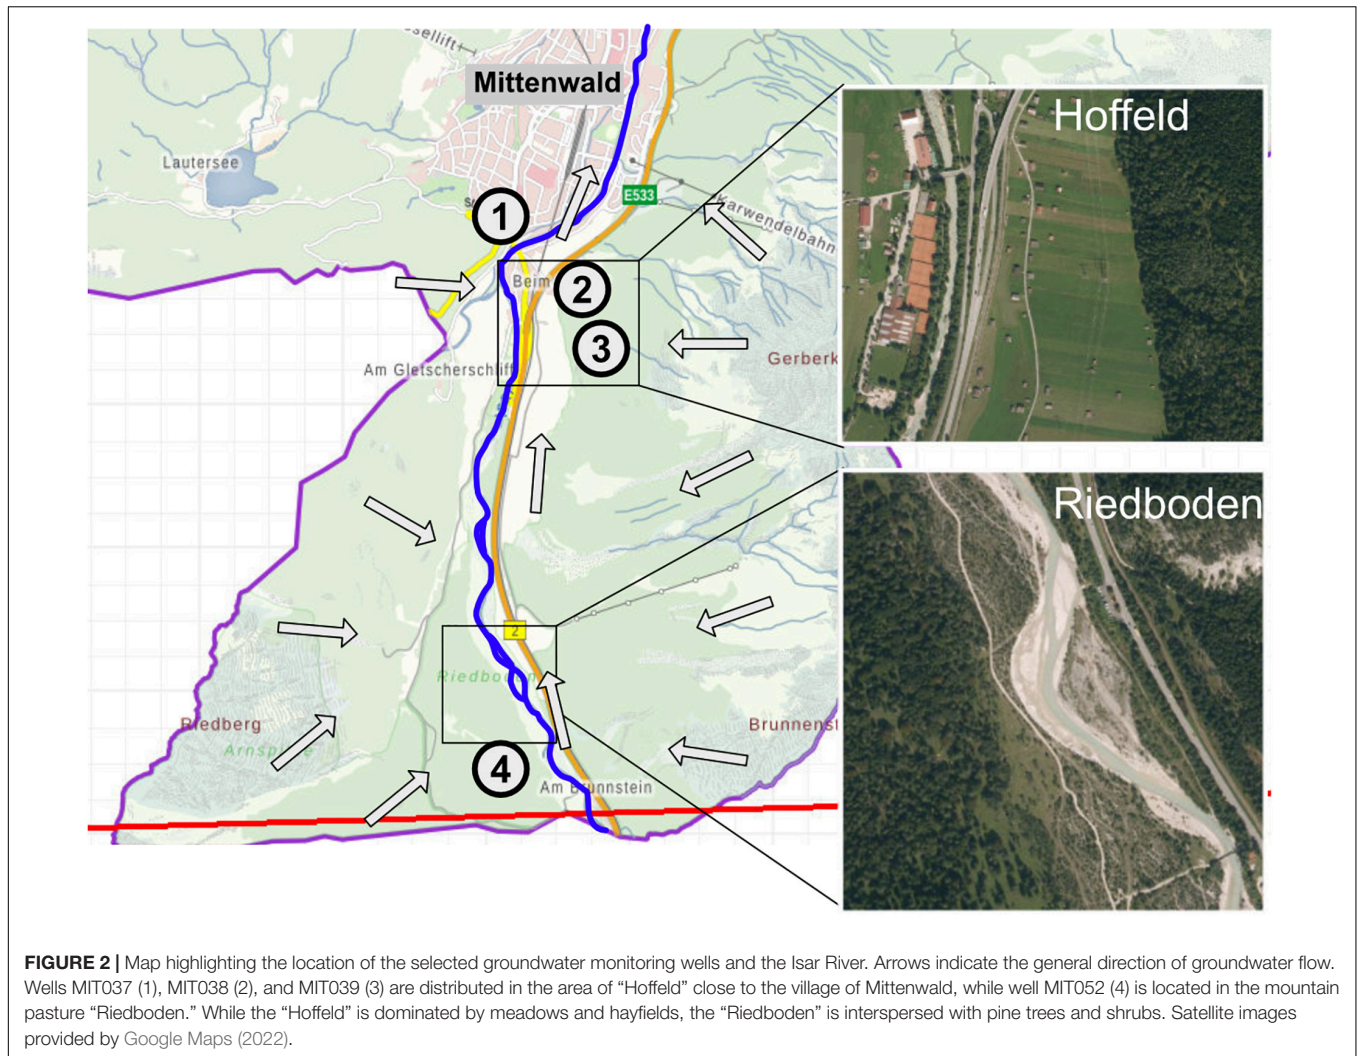 sellift
Mittenwald
Hoffeld
Lautersee
E533
Karwendelbahn
1
Beim
2
3
Gerberk
Am Gletscherschliff
Riedboden
2
Riedboden
Riedberg
Arnspitze
Brunnenst
4
Am Brunnstein
FIGURE 2 | Map highlighting the location of the selected groundwater monitoring wells and the Isar River. Arrows indicate the general direction of groundwater flow.
Wells MIT037 (1), MIT038 (2), and MIT039 (3) are distributed in the area of “Hoffeld” close to the village of Mittenwald, while well MIT052 (4) is located in the mountain
pasture “Riedboden.” While the “Hoffeld” is dominated by meadows and hayfields, the “Riedboden” is interspersed with pine trees and shrubs. Satellite images
provided by Google Maps (2022).